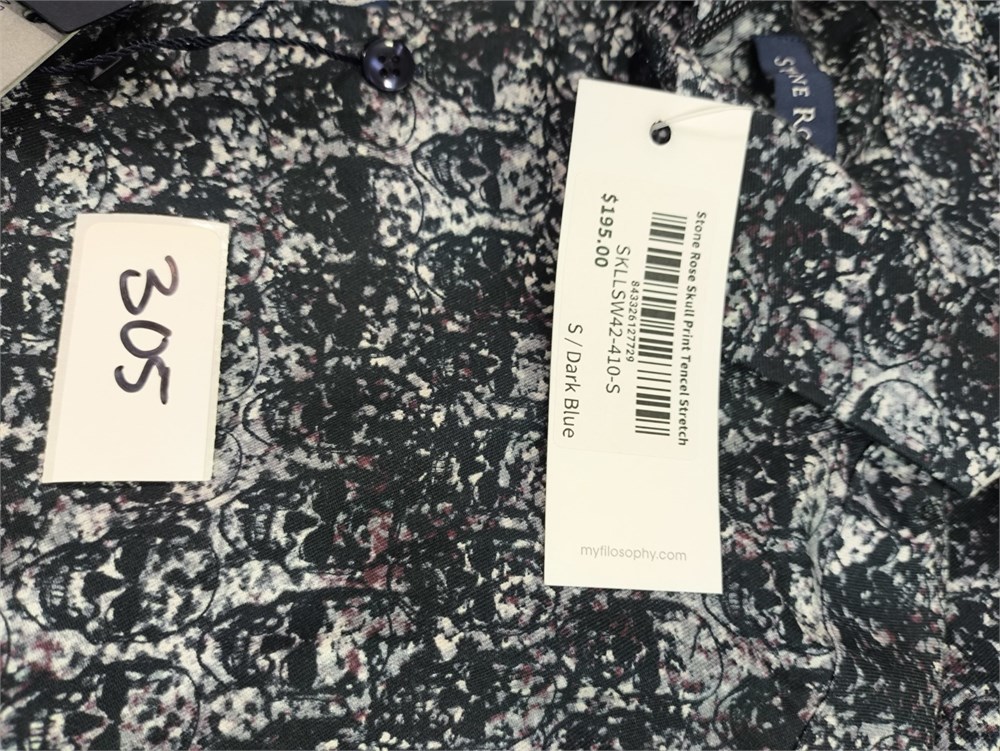 305
Stone Rose Skull Print Tencel Stretch
843326127729
SKLLSW42-410-S
$195.00
S / Dark Blue
myfilosophy.com